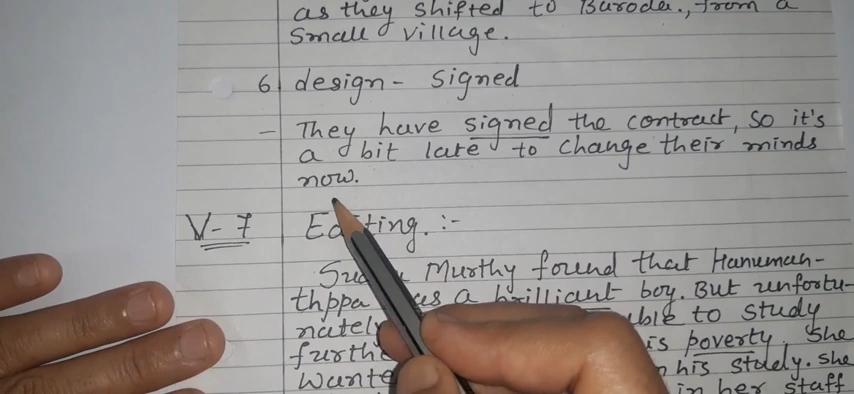 as they shifted to Baroda, from a
small village.
6 design - signed
- They have signed the contract, so it's
a bit late to change their minds
now.
V-7 Editing. :-
Murthy found that Hanuman-
thppa a brilliant boy. But unfortu-
nately to study
poverty. She
his study. she
in her staff